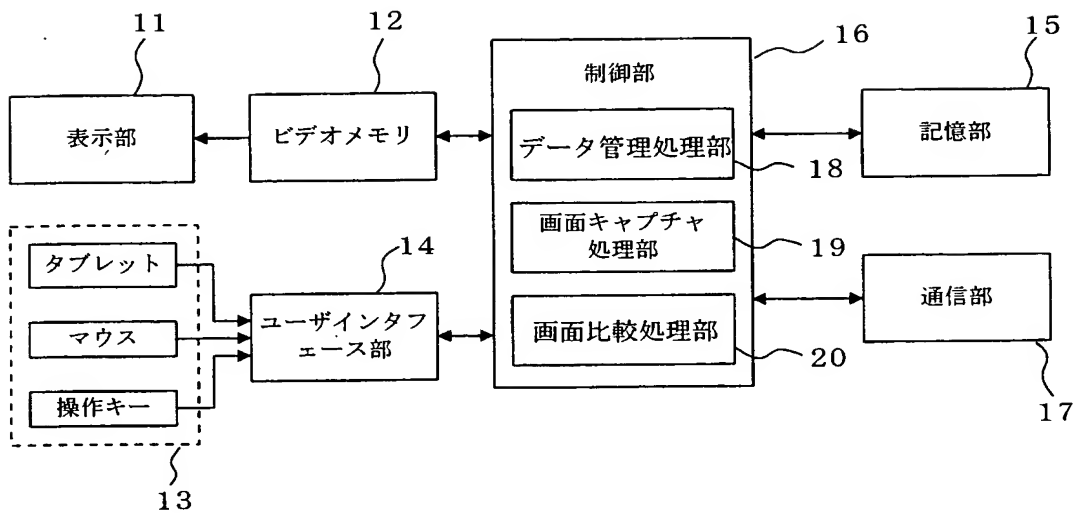 11
12
16
15
表示部
ビデオメモリ
制御部
データ管理処理部
18
画面キャプチャ
処理部
19
画面比較処理部
20
記憶部
13
タブレット
マウス
操作キー
14
ユーザインタフ
ェース部
通信部
17